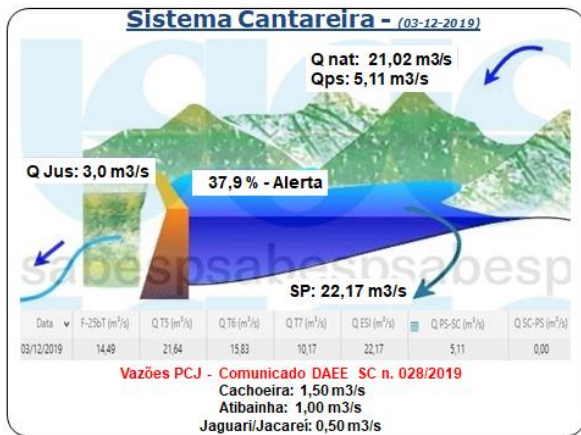 Sistema Cantareira - (03-12-2019)
Q nat: 21,02 m3/s
Qps: 5,11 m3/s
Q Jus: 3,0 m3/s
37,9 % - Alerta
sabespsabespsabesp
SP: 22,17 m3/s
Data F-25bT (m³/s) Q T5 (m³/s) Q T6 (m³/s) Q T7 (m³/s) Q ESI (m³/s) Q PS-SC (m³/s) Q SC-PS (m³/s)
03/12/2019 14,49 21,64 15,83 10,17 22,17 5,11 0,00
Vazões PCJ - Comunicado DAEE SC n. 028/2019
Cachoeira: 1,50 m3/s
Atibainha: 1,00 m3/s
Jaguari/Jacareí: 0,50 m3/s